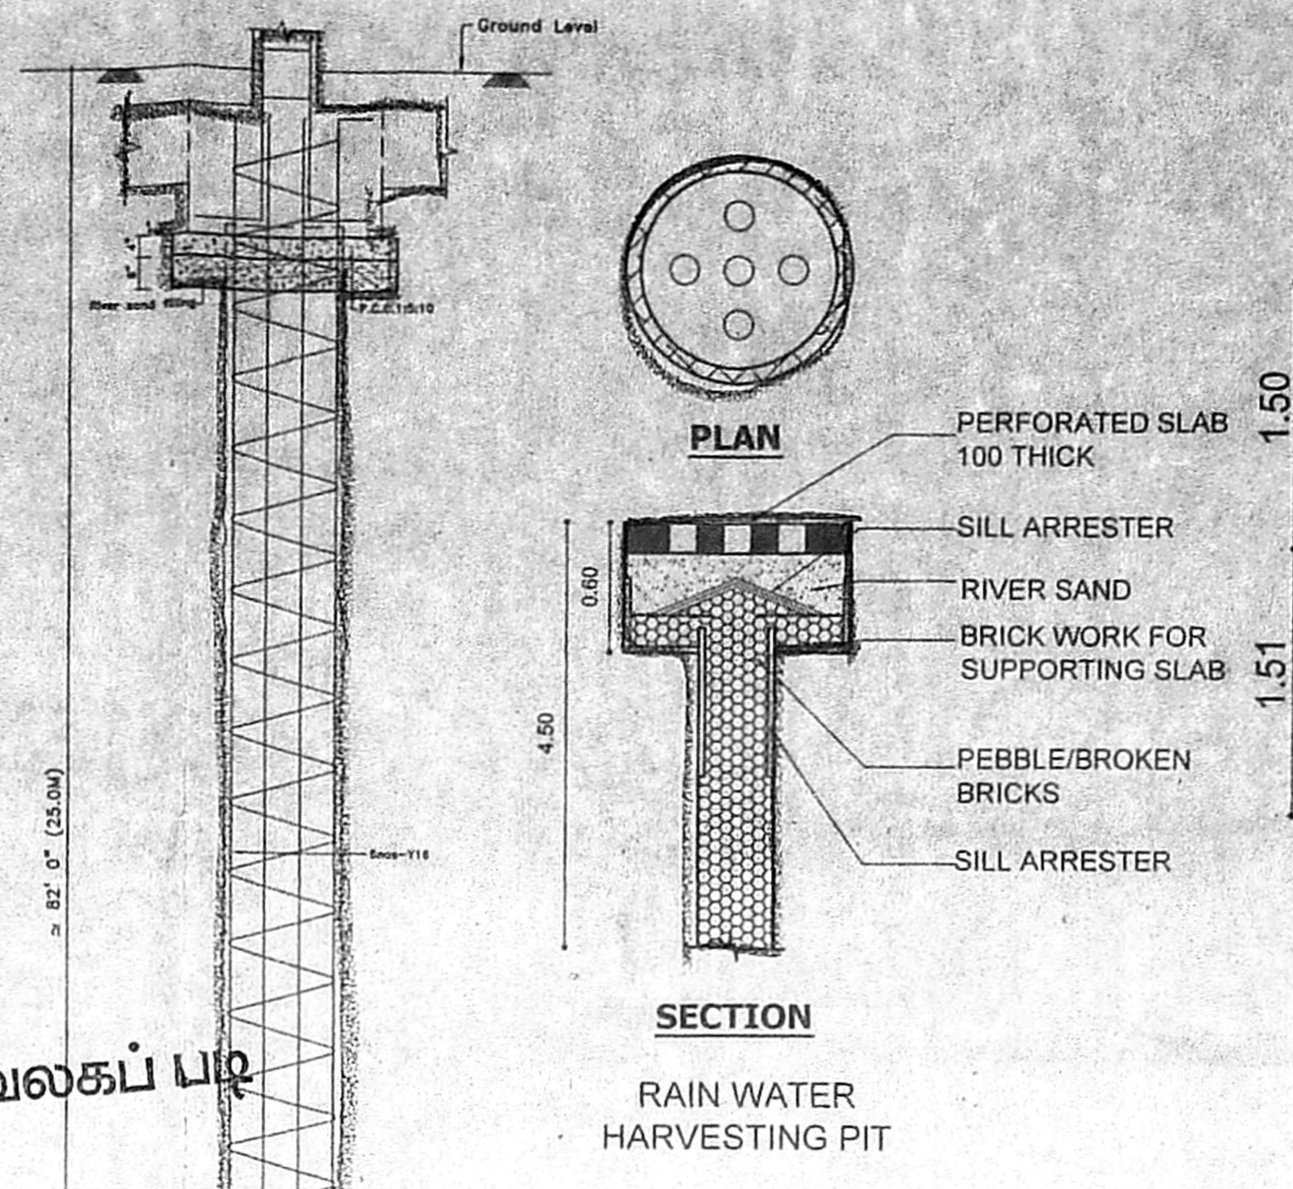 Ground Level
River sand filling
P.C.C.1:5:10
≃ 82' 0" (25.0M)
படி
PLAN
PERFORATED SLAB
100 THICK
SILL ARRESTER
RIVER SAND
BRICK WORK FOR
SUPPORTING SLAB
PEBBLE/BROKEN
BRICKS
SILL ARRESTER
0.60
4.50
1.50
1.51
SECTION
RAIN WATER
HARVESTING PIT